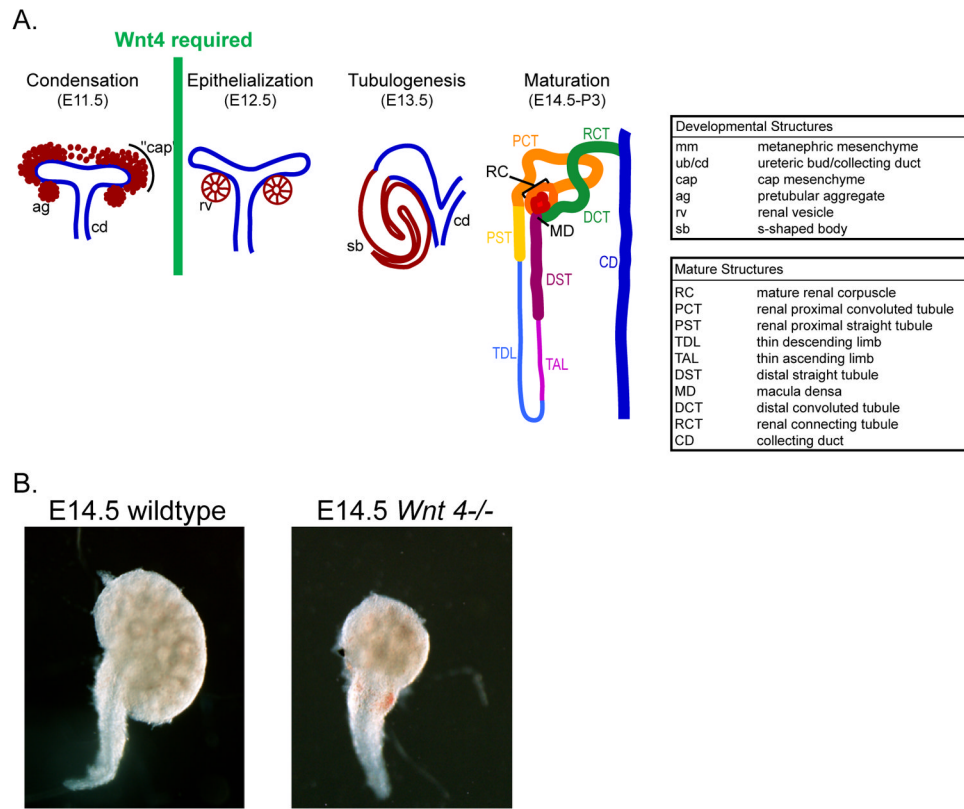 A.
Wnt4 required
Condensation
(E11.5)
Epithelialization
(E12.5)
Tubulogenesis
(E13.5)
Maturation
(E14.5-P3)
"cap"
ag
cd
rv
sb
cd
PCT
RCT
RC
MD
DCT
PST
DST
CD
TDL
TAL
Developmental Structures
mm metanephric mesenchyme
ub/cd ureteric bud/collecting duct
cap cap mesenchyme
ag pretubular aggregate
rv renal vesicle
sb s-shaped body
Mature Structures
RC mature renal corpuscle
PCT renal proximal convoluted tubule
PST renal proximal straight tubule
TDL thin descending limb
TAL thin ascending limb
DST distal straight tubule
MD macula densa
DCT distal convoluted tubule
RCT renal connecting tubule
CD collecting duct
B.
E14.5 wildtype
E14.5 Wnt 4-/-